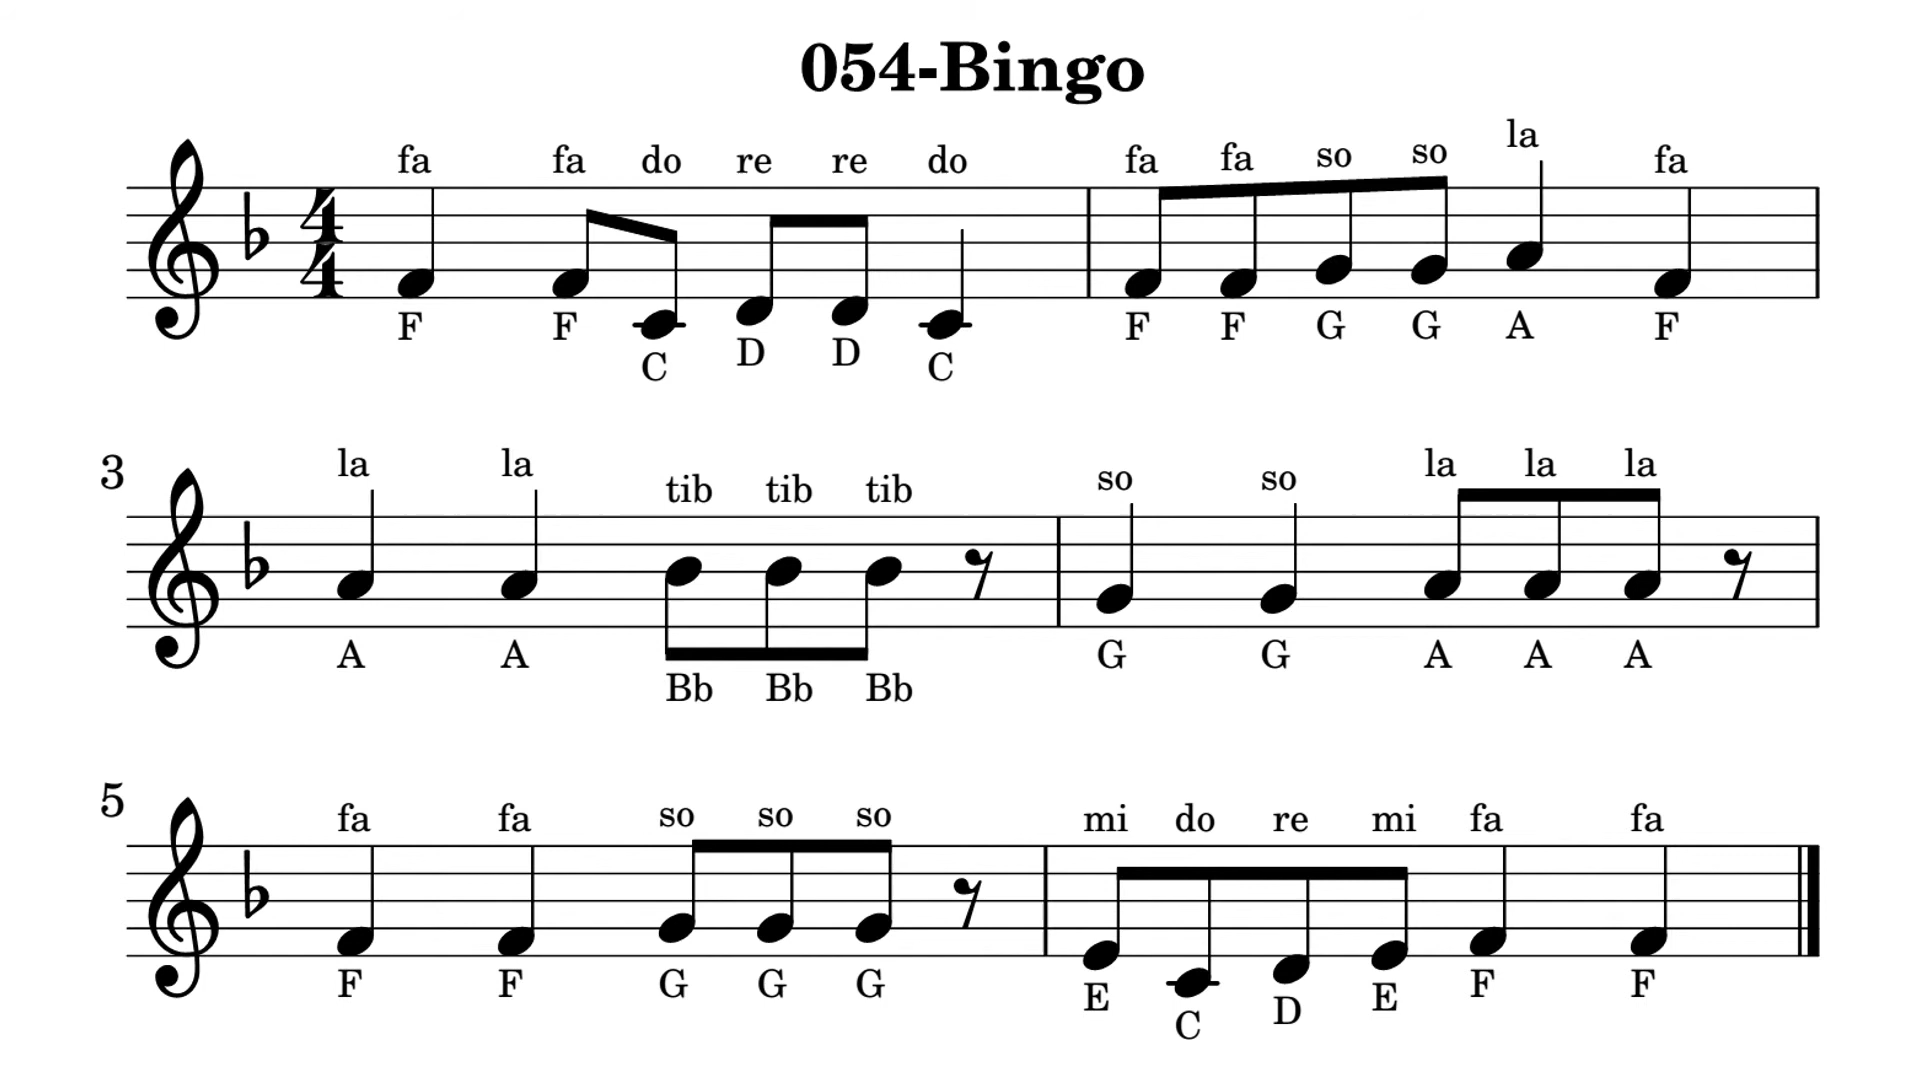 054-Bingo
fa fa do re re do fa fa so so la fa
4
4
F F C D D C F F G G A F
3
la la tib tib tib so so la la la
A A Bb Bb Bb G G A A A
5
fa fa so so so mi do re mi fa fa
F F G G G E C D E F F